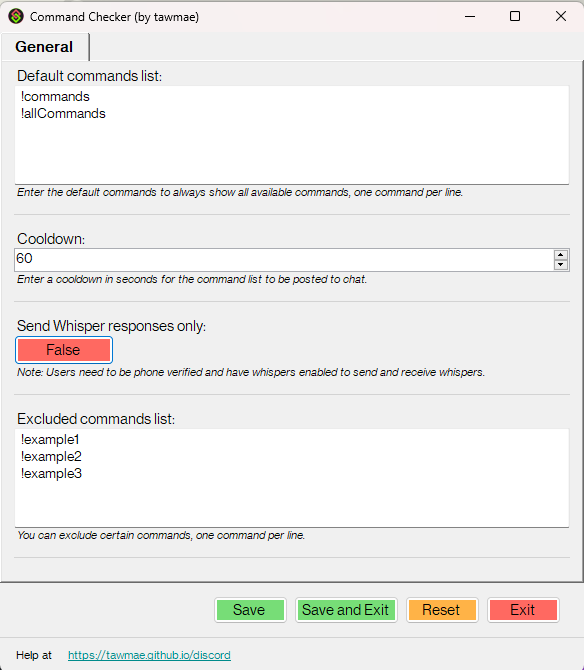 Command Checker (by tawmae)
General
Default commands list:
!commands
!allCommands
Enter the default commands to always show all available commands, one command per line.
Cooldown:
60
Enter a cooldown in seconds for the command list to be posted to chat.
Send Whisper responses only:
False
Note: Users need to be phone verified and have whispers enabled to send and receive whispers.
Excluded commands list:
!example1
!example2
!example3
You can exclude certain commands, one command per line.
Save Save and Exit Reset Exit
Help at https://tawmae.github.io/discord